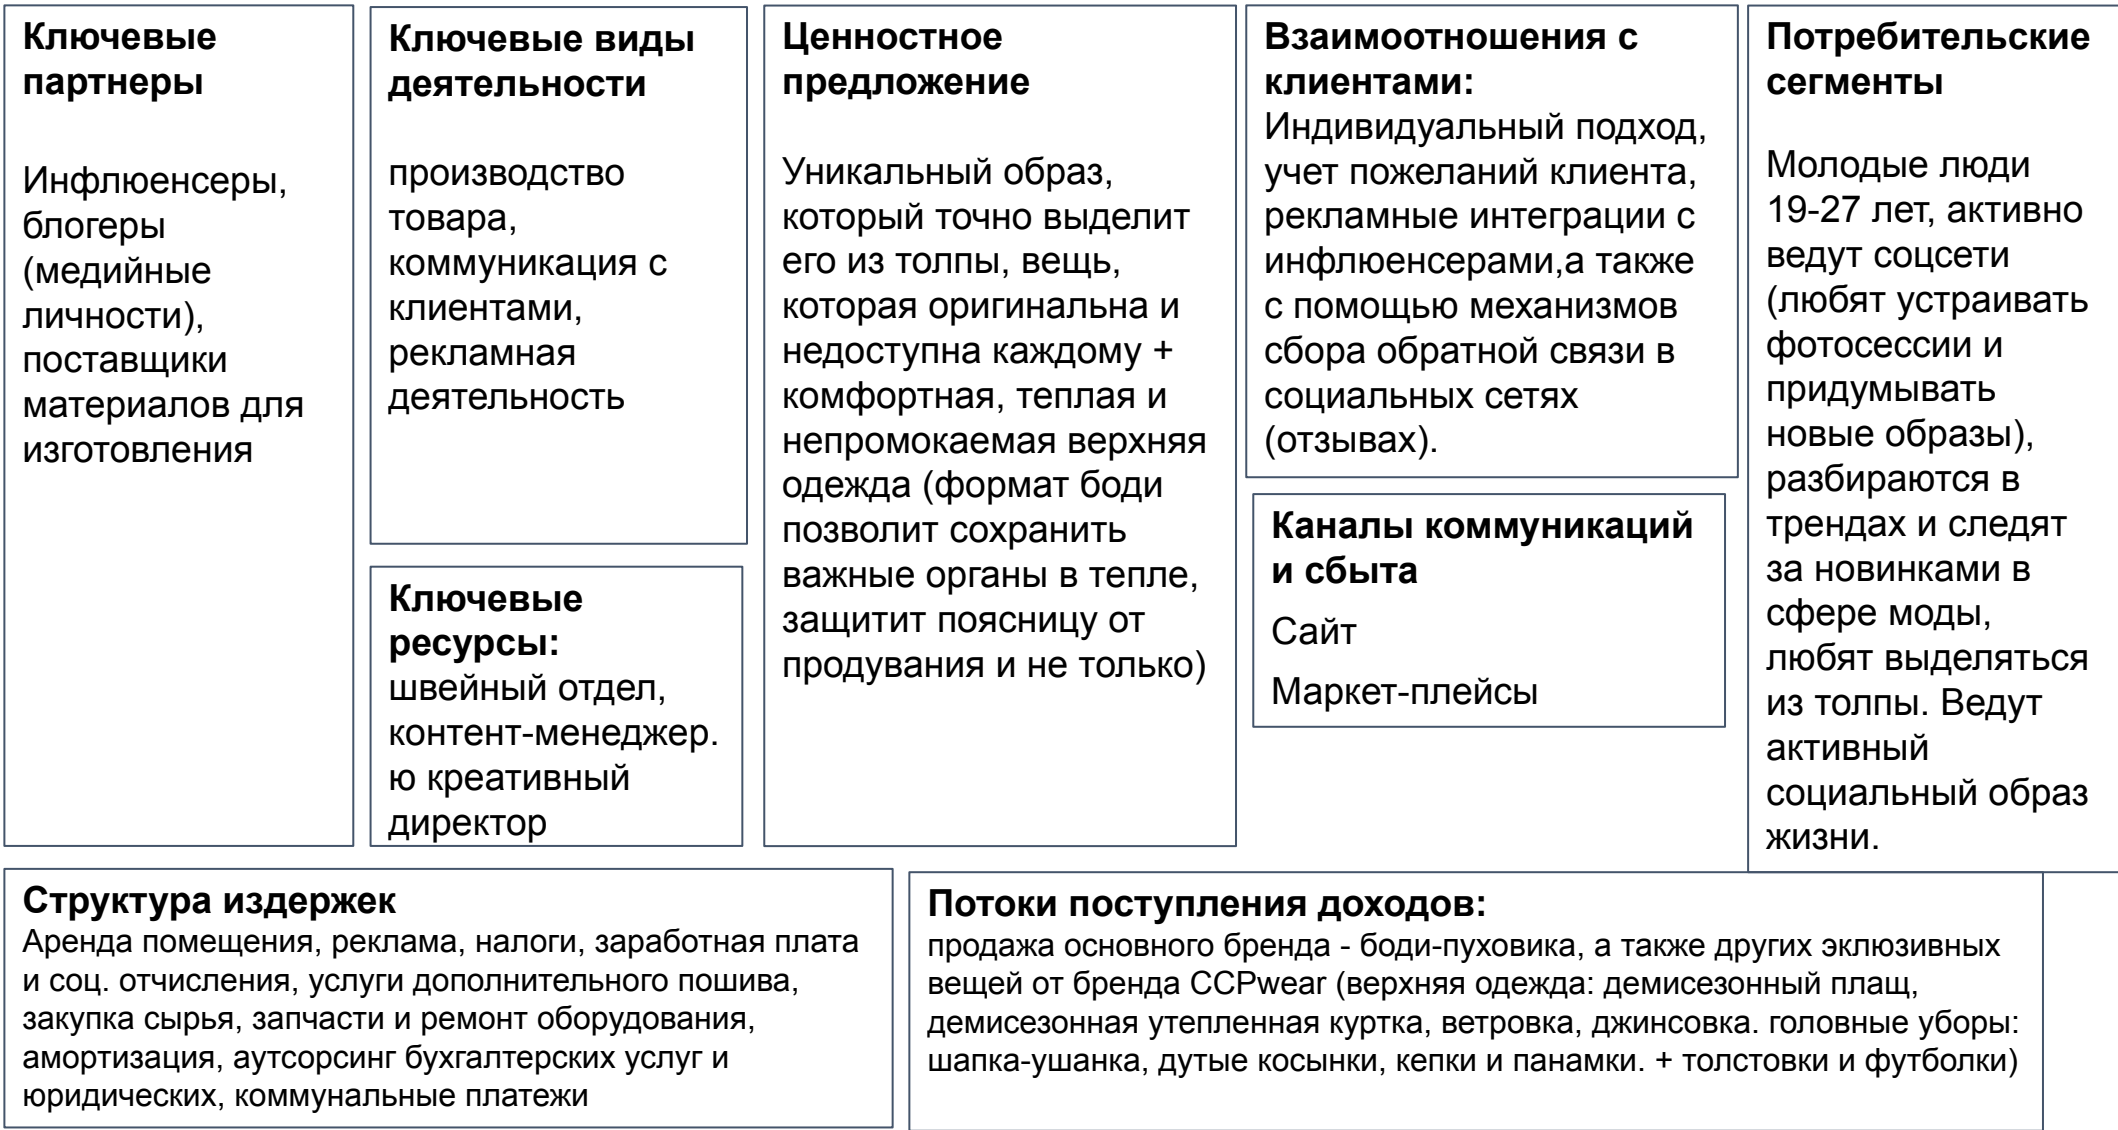 Ключевые
партнеры
Инфлюенсеры,
блогеры
(медийные
личности),
поставщики
материалов для
изготовления
Ключевые виды
деятельности
производство
товара,
коммуникация с
клиентами,
рекламная
деятельность
Ключевые
ресурсы:
швейный отдел,
контент-менеджер.
ю креативный
директор
Ценностное
предложение
Уникальный образ,
который точно выделит
его из толпы, вещь,
которая оригинальна и
недоступна каждому +
комфортная, теплая и
непромокаемая верхняя
одежда (формат боди
позволит сохранить
важные органы в тепле,
защитит поясницу от
продувания и не только)
Взаимоотношения с
клиентами:
Индивидуальный подход,
учет пожеланий клиента,
рекламные интеграции с
инфлюенсерами,а также
с помощью механизмов
сбора обратной связи в
социальных сетях
(отзывах).
Каналы коммуникаций
и сбыта
Сайт
Маркет-плейсы
Потребительские
сегменты
Молодые люди
19-27 лет, активно
ведут соцсети
(любят устраивать
фотосессии и
придумывать
новые образы),
разбираются в
трендах и следят
за новинками в
сфере моды,
любят выделяться
из толпы. Ведут
активный
социальный образ
жизни.
Структура издержек
Аренда помещения, реклама, налоги, заработная плата
и соц. отчисления, услуги дополнительного пошива,
закупка сырья, запчасти и ремонт оборудования,
амортизация, аутсорсинг бухгалтерских услуг и
юридических, коммунальные платежи
Потоки поступления доходов:
продажа основного бренда - боди-пуховика, а также других эклюзивных
вещей от бренда CCPwear (верхняя одежда: демисезонный плащ,
демисезонная утепленная куртка, ветровка, джинсовка. головные уборы:
шапка-ушанка, дутые косынки, кепки и панамки. + толстовки и футболки)